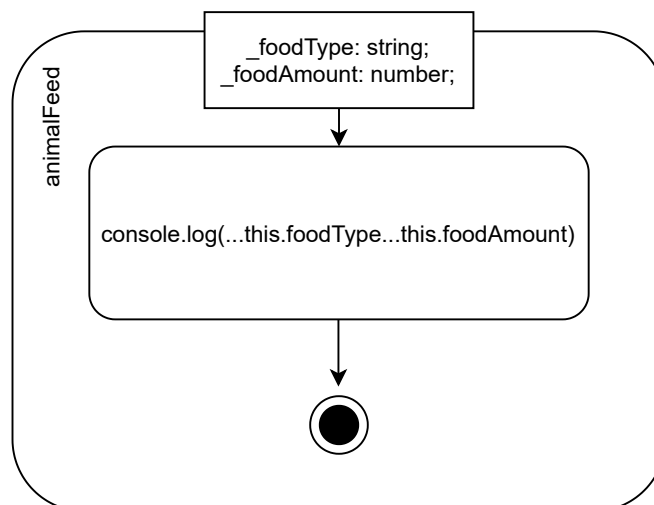 _foodType: string;
_foodAmount: number;
animalFeed
console.log(...this.foodType...this.foodAmount)